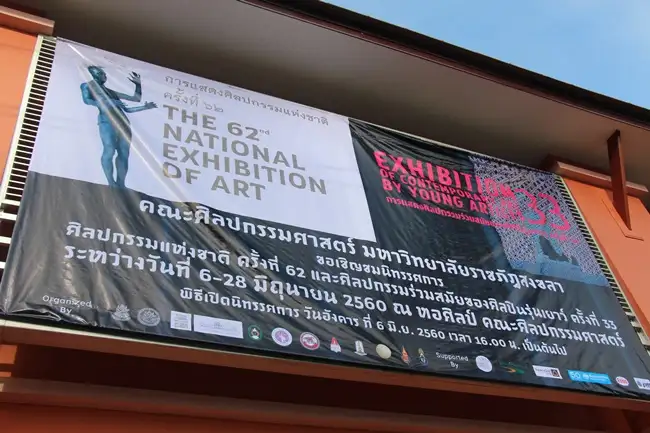 การแสดงศิลปกรรมแห่งชาติ
ครั้งที่ ๖๒
THE 62nd
NATIONAL
EXHIBITION
OF ART
EXHIBITION
OF CONTEMPORARY
BY YOUNG
33
คณะศิลปกรรมศาสตร์ มหาวิทยาลัยราชภัฏสงขลา
ขอเชิญชมนิทรรศการ
ศิลปกรรมแห่งชาติ ครั้งที่ 62 และศิลปกรรมร่วมสมัยของศิลปินรุ่นเยาว์ ครั้งที่ 33
ระหว่างวันที่ 6-28 มิถุนายน 2560 ณ หอศิลป์ คณะศิลปกรรมศาสตร์
พิธีเปิดนิทรรศการ วันอังคาร ที่ 6 มิ.ย. 2560 เวลา 16.00 น. เป็นต้นไป
Organized
By
Supported
By